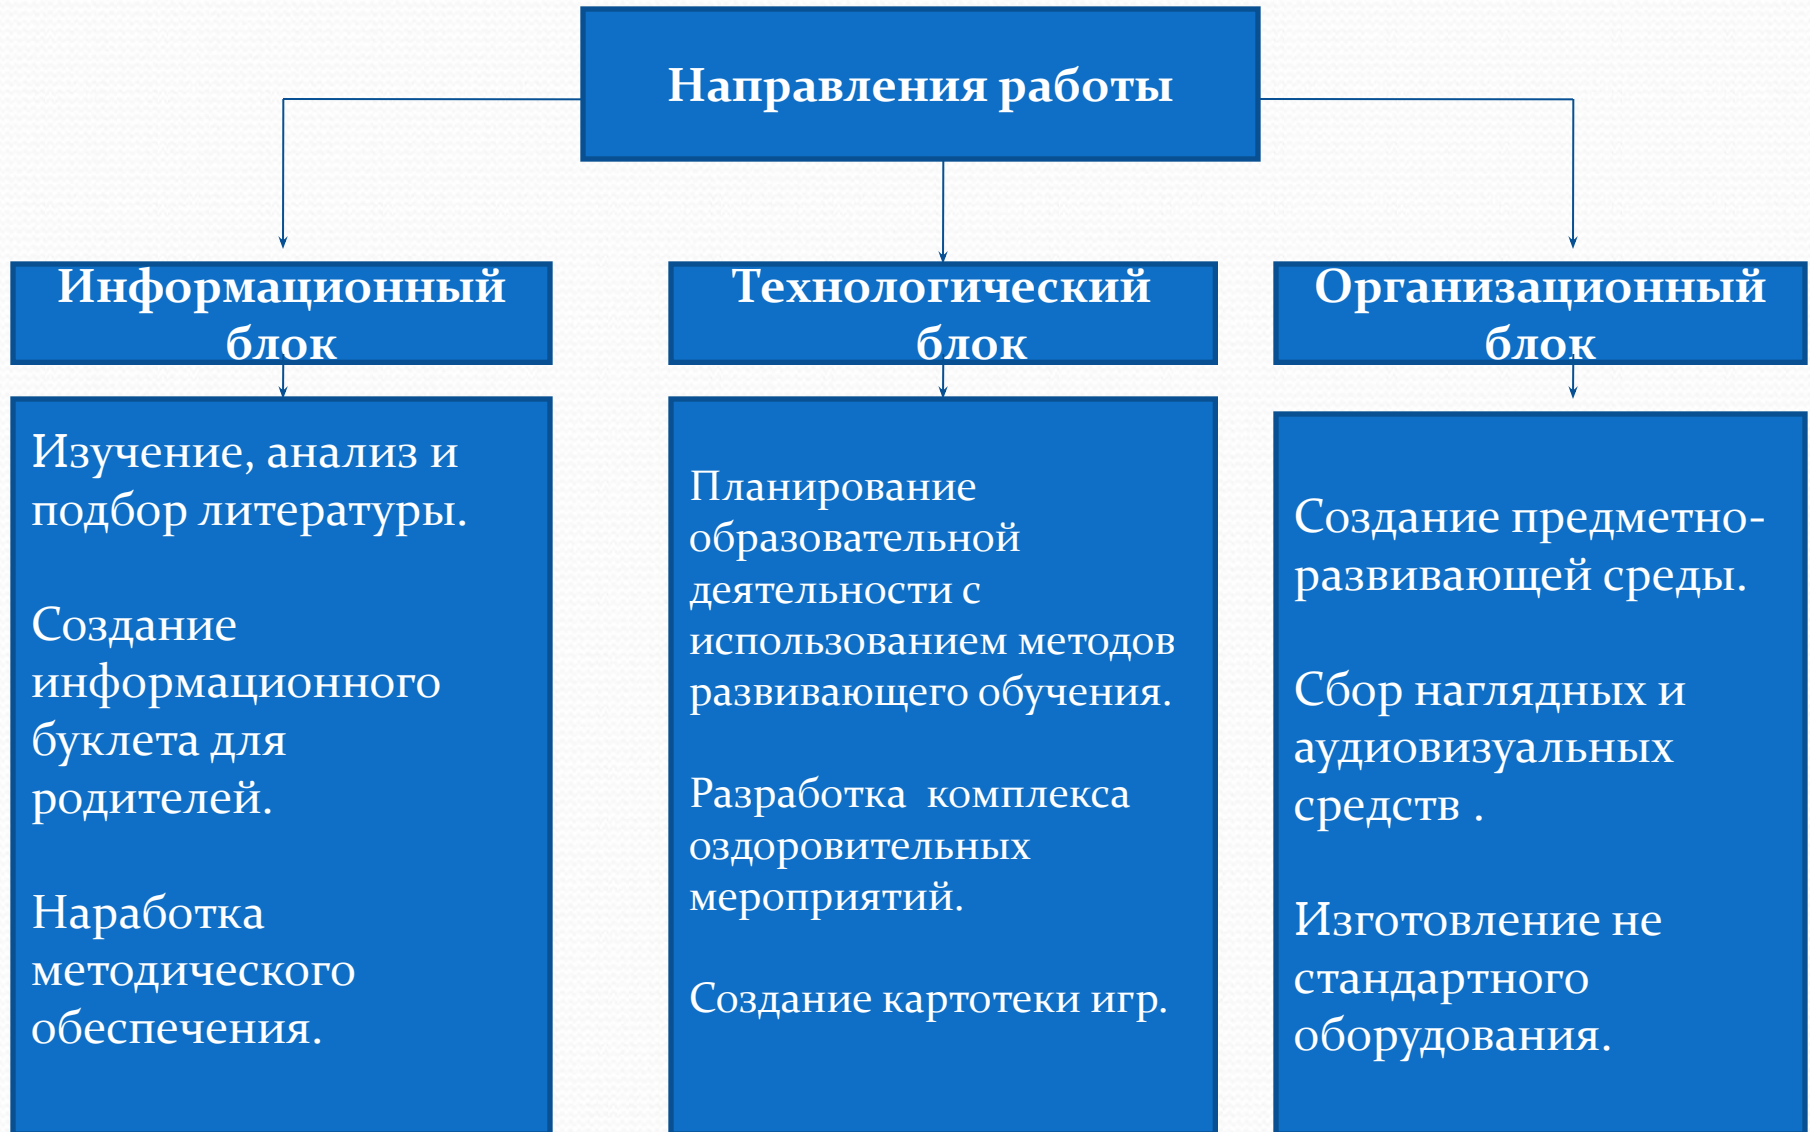 Направления работы
Информационный
блок
Изучение, анализ и
подбор литературы.
Создание
информационного
буклета для
родителей.
Наработка
методического
обеспечения.
Технологический
блок
Планирование
образовательной
деятельности с
использованием методов
развивающего обучения.
Разработка  комплекса
оздоровительных
мероприятий.
Создание картотеки игр.
Организационный
блок
Создание предметно-
развивающей среды.
Сбор наглядных и
аудиовизуальных
средств .
Изготовление не
стандартного
оборудования.